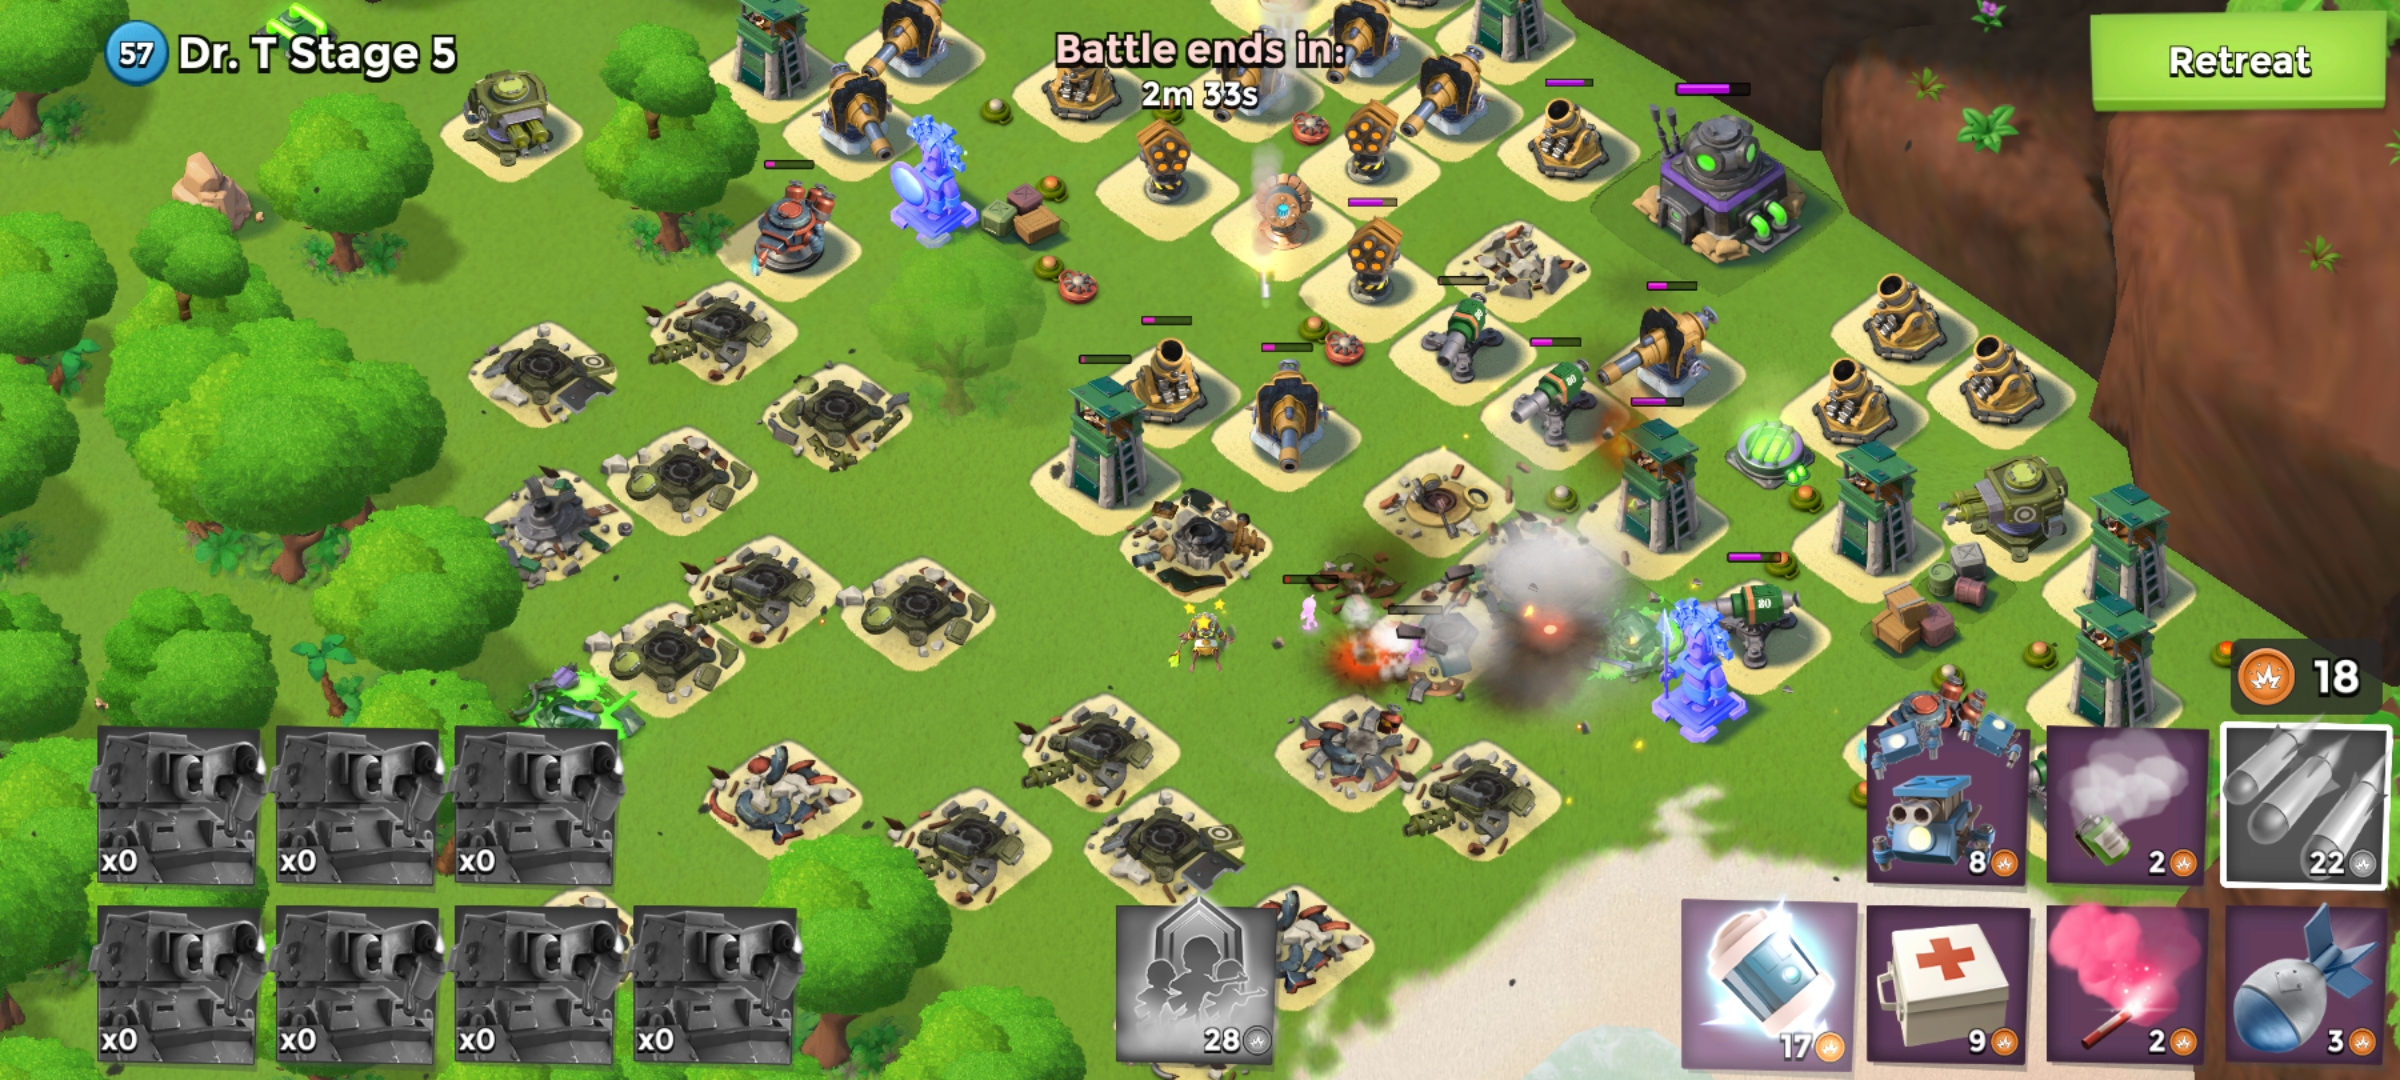 57 Dr. T Stage 5
Battle ends in:
2m 33s
Retreat
18
x0 x0 x0
8 2 22
x0 x0 x0 x0
28
17 9 2 3